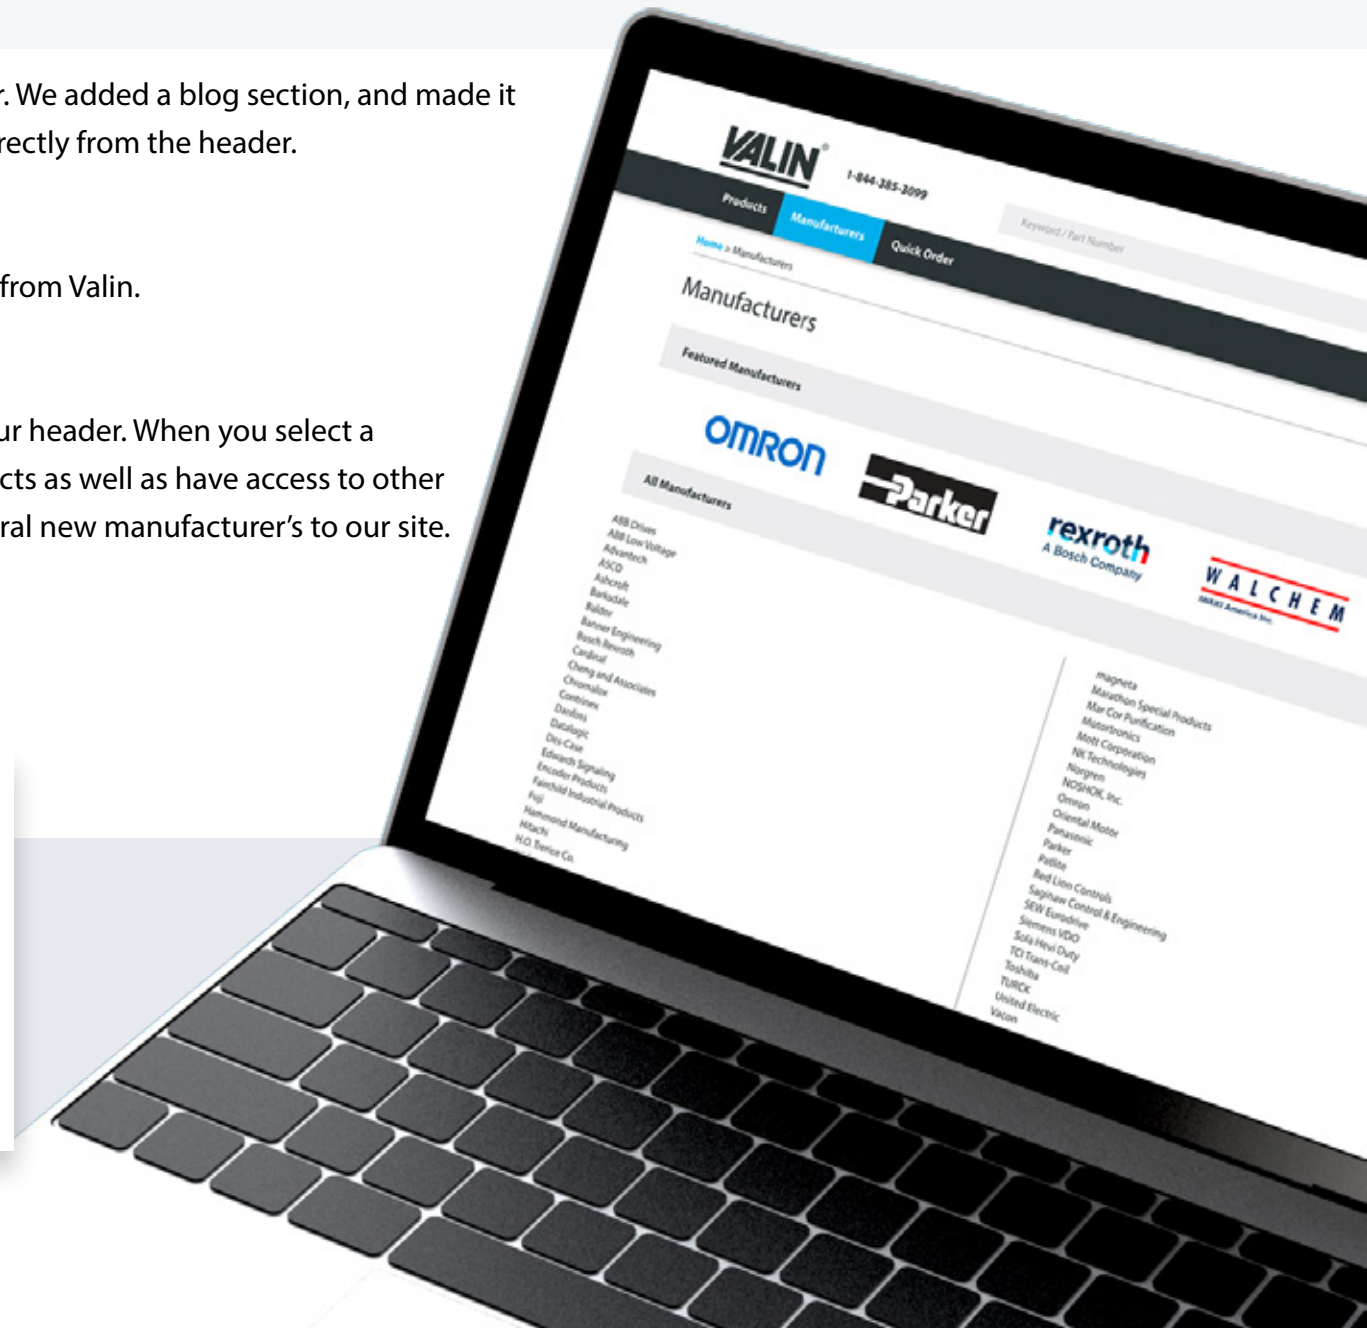 r. We added a blog section, and made it
rectly from the header.
from Valin.
ur header. When you select a
cts as well as have access to other
ral new manufacturer's to our site.
VALIN®
1-844-385-3099
Keyword / Part Number
Products
Manufacturers
Quick Order
Home » Manufacturers
Manufacturers
Featured Manufacturers
OMRON
Parker
rexroth
A Bosch Company
WALCHEM
IWAKI America Inc.
All Manufacturers
ABB Drives
ABB Low Voltage
Advantech
ASCO
Ashcroft
Barksdale
Baldor
Banner Engineering
Bosch Rexroth
Cardinal
Cheng and Associates
Chromalox
Contrinex
Danfoss
Datalogic
Des-Case
Edwards Signaling
Encoder Products
Fairchild Industrial Products
Fuji
Hammond Manufacturing
Hitachi
H.O. Trerice Co.
magneta
Marathon Special Products
Mar Cor Purification
Motortronics
Mott Corporation
NK Technologies
Norgren
NOSHOK, Inc.
Omron
Oriental Motor
Panasonic
Parker
Patlite
Red Lion Controls
Saginaw Control & Engineering
SEW Eurodrive
Siemens VDO
Sola Hevi Duty
TCI Trans-Coil
Toshiba
TURCK
United Electric
Vacon